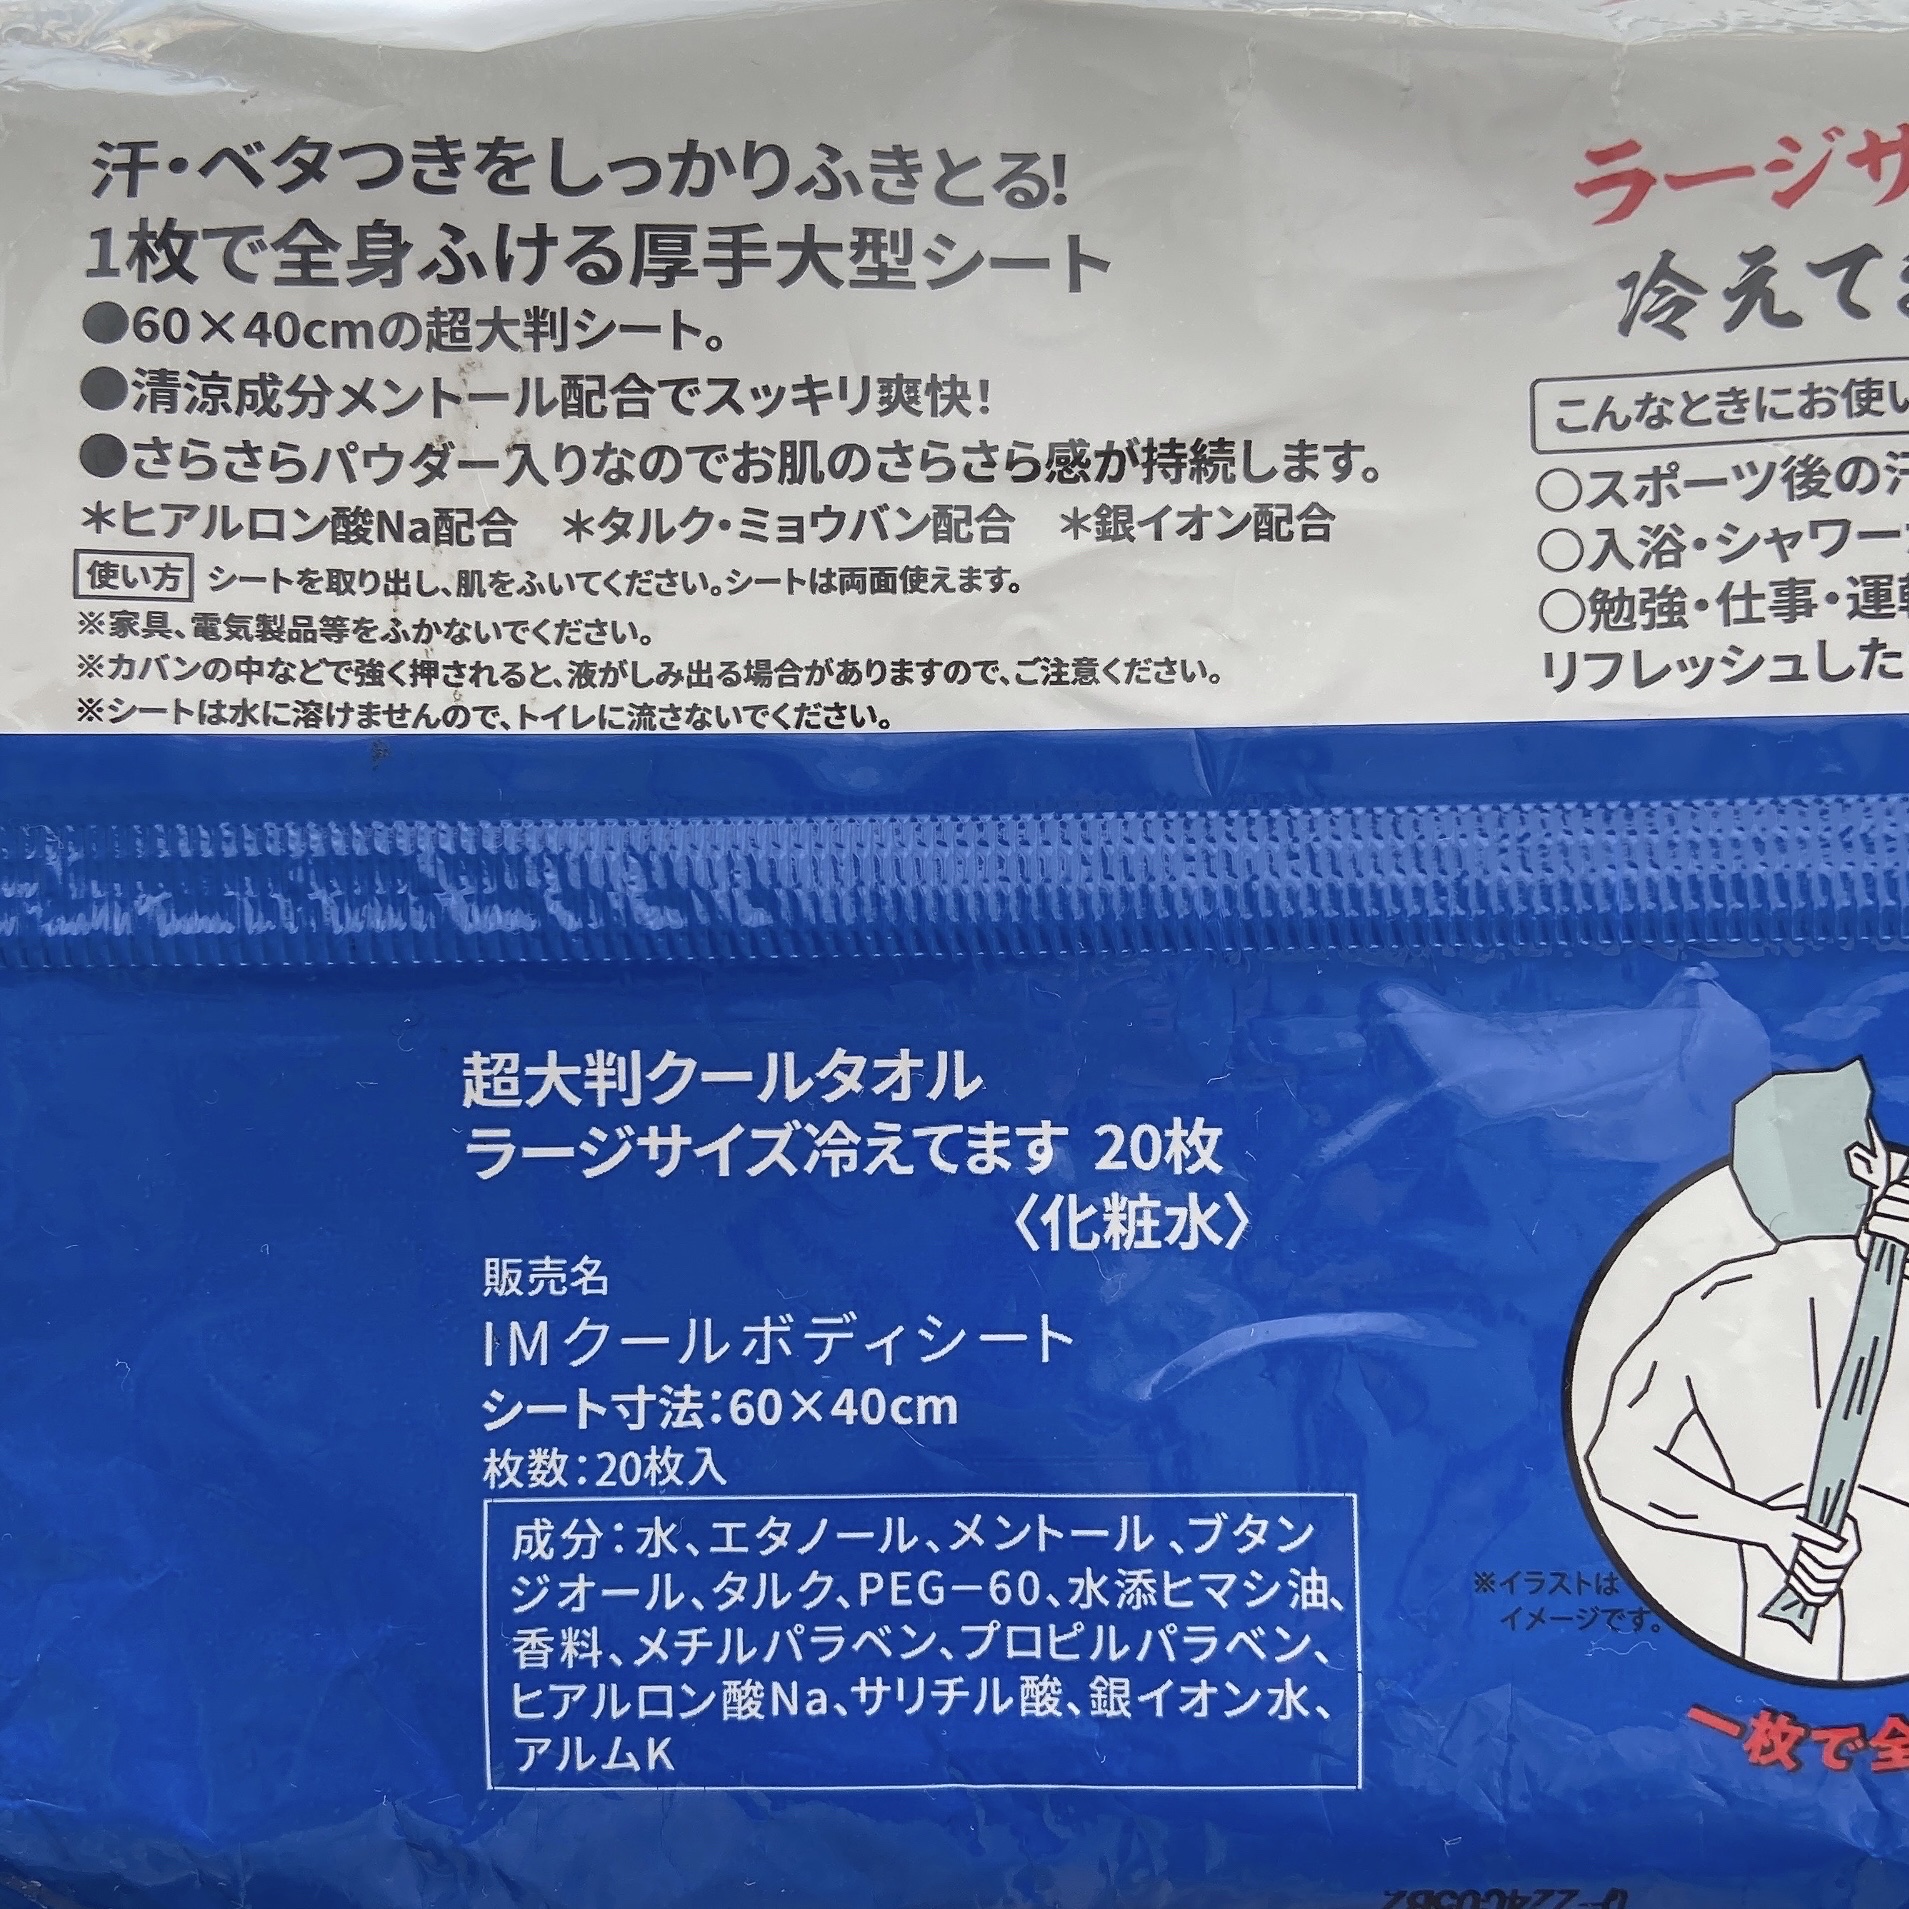 汗・ベタつきをしっかりふきとる!
1枚で全身ふける厚手大型シート
●60×40cmの超大判シート。
●清涼成分メントール配合でスッキリ爽快!
●さらさらパウダー入りなのでお肌のさらさら感が持続します。
＊ヒアルロン酸Na配合　＊タルク・ミョウバン配合　＊銀イオン配合
使い方 シートを取り出し、肌をふいてください。シートは両面使えます。
※家具、電気製品等をふかないでください。
※カバンの中などで強く押されると、液がしみ出る場合がありますので、ご注意ください。
※シートは水に溶けませんので、トイレに流さないでください。
ラージサ
冷えてま
こんなときにお使い
○スポーツ後の汗
○入浴・シャワー
○勉強・仕事・運転
リフレッシュした
超大判クールタオル
ラージサイズ冷えてます 20枚
〈化粧水〉
販売名
IMクールボディシート
シート寸法：60×40cm
枚数：20枚入
成分：水、エタノール、メントール、ブタン
ジオール、タルク、PEG－60、水添ヒマシ油、
香料、メチルパラベン、プロピルパラベン、
ヒアルロン酸Na、サリチル酸、銀イオン水、
アルムK
※イラストは
イメージです。
一枚で全